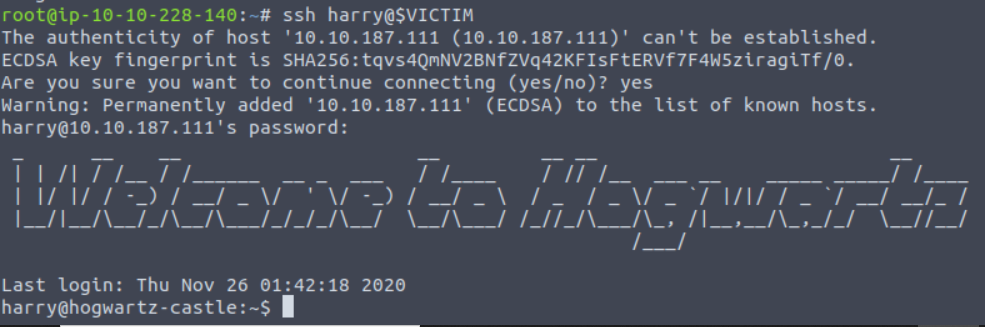 root@ip-10-10-228-140:~# ssh harry@$VICTIM
The authenticity of host '10.10.187.111 (10.10.187.111)' can't be established.
ECDSA key fingerprint is SHA256:tqvs4QmNV2BNfZVq42KFIsFtERVf7F4W5ziragiTf/0.
Are you sure you want to continue connecting (yes/no)? yes
Warning: Permanently added '10.10.187.111' (ECDSA) to the list of known hosts.
harry@10.10.187.111's password:
Welcome to Hogwartz
Last login: Thu Nov 26 01:42:18 2020
harry@hogwartz-castle:~$